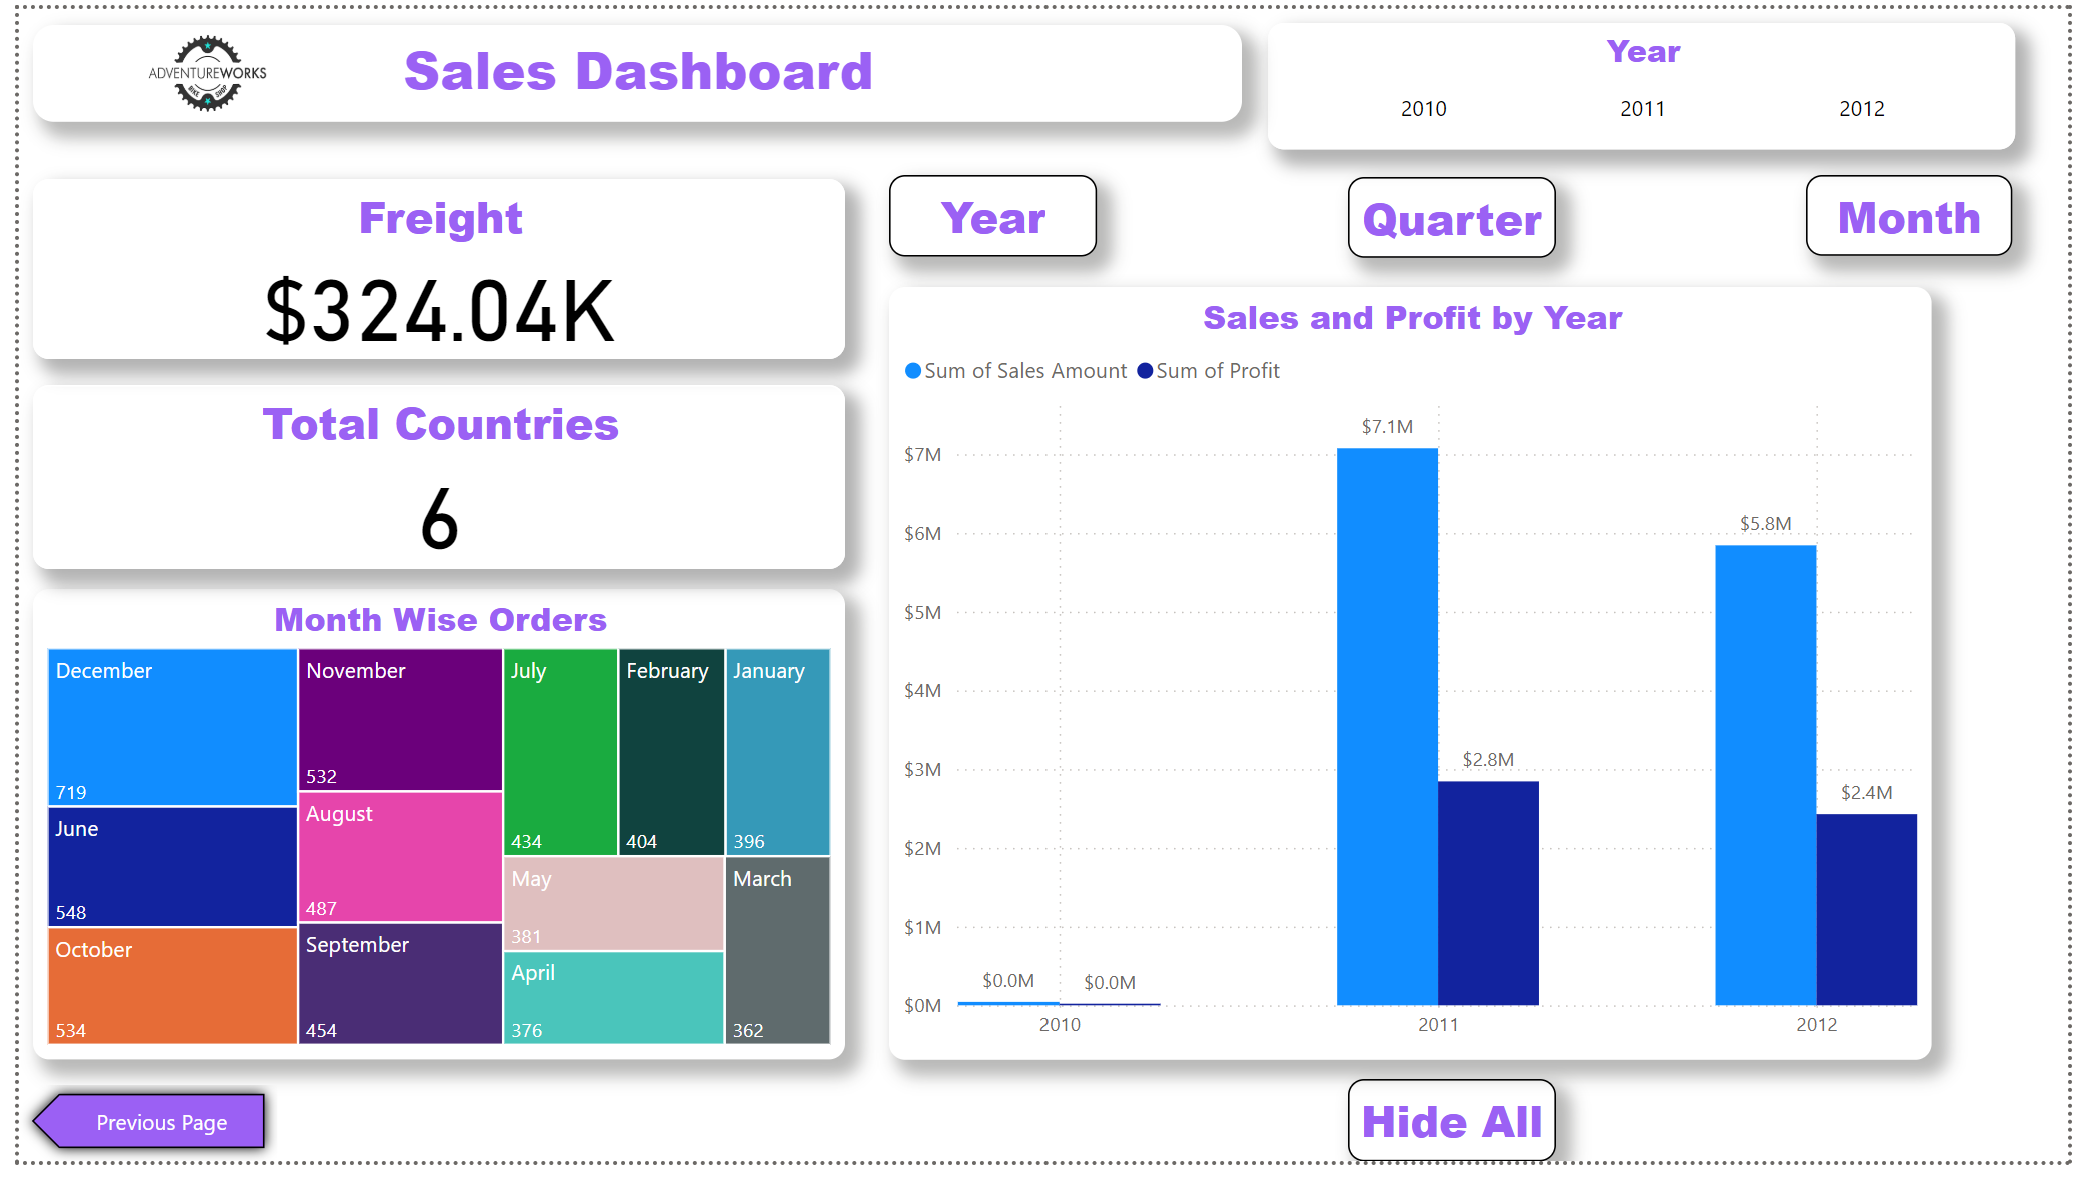 ADVENTUREWORKS
BIKE SHOP
Sales Dashboard
Year
2010 2011 2012
Freight
$324.04K
Total Countries
6
Month Wise Orders
December
719
June
548
October
534
November
532
August
487
September
454
July
434
February
404
January
396
May
381
April
376
March
362
Year
Quarter
Month
Sales and Profit by Year
Sum of Sales Amount Sum of Profit
$7M
$6M
$5M
$4M
$3M
$2M
$1M
$0M
$0.0M $0.0M
$7.1M
$2.8M
$5.8M
$2.4M
2010 2011 2012
Previous Page
Hide All